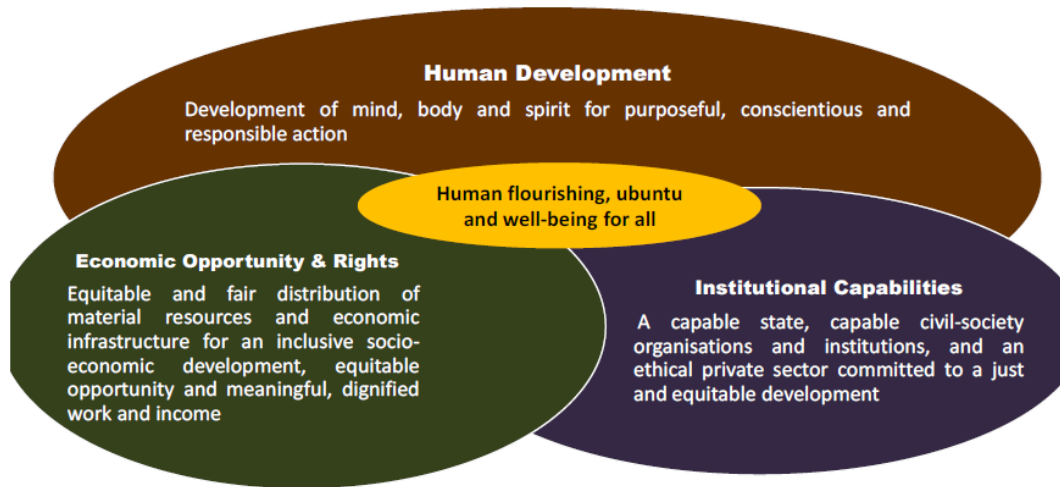 Human Development
Development of mind, body and spirit for purposeful, conscientious and
responsible action
Human flourishing, ubuntu
and well-being for all
Economic Opportunity & Rights
Equitable and fair distribution of
material resources and economic
infrastructure for an inclusive socio-
economic development, equitable
opportunity and meaningful, dignified
work and income
Institutional Capabilities
A capable state, capable civil-society
organisations and institutions, and an
ethical private sector committed to a just
and equitable development